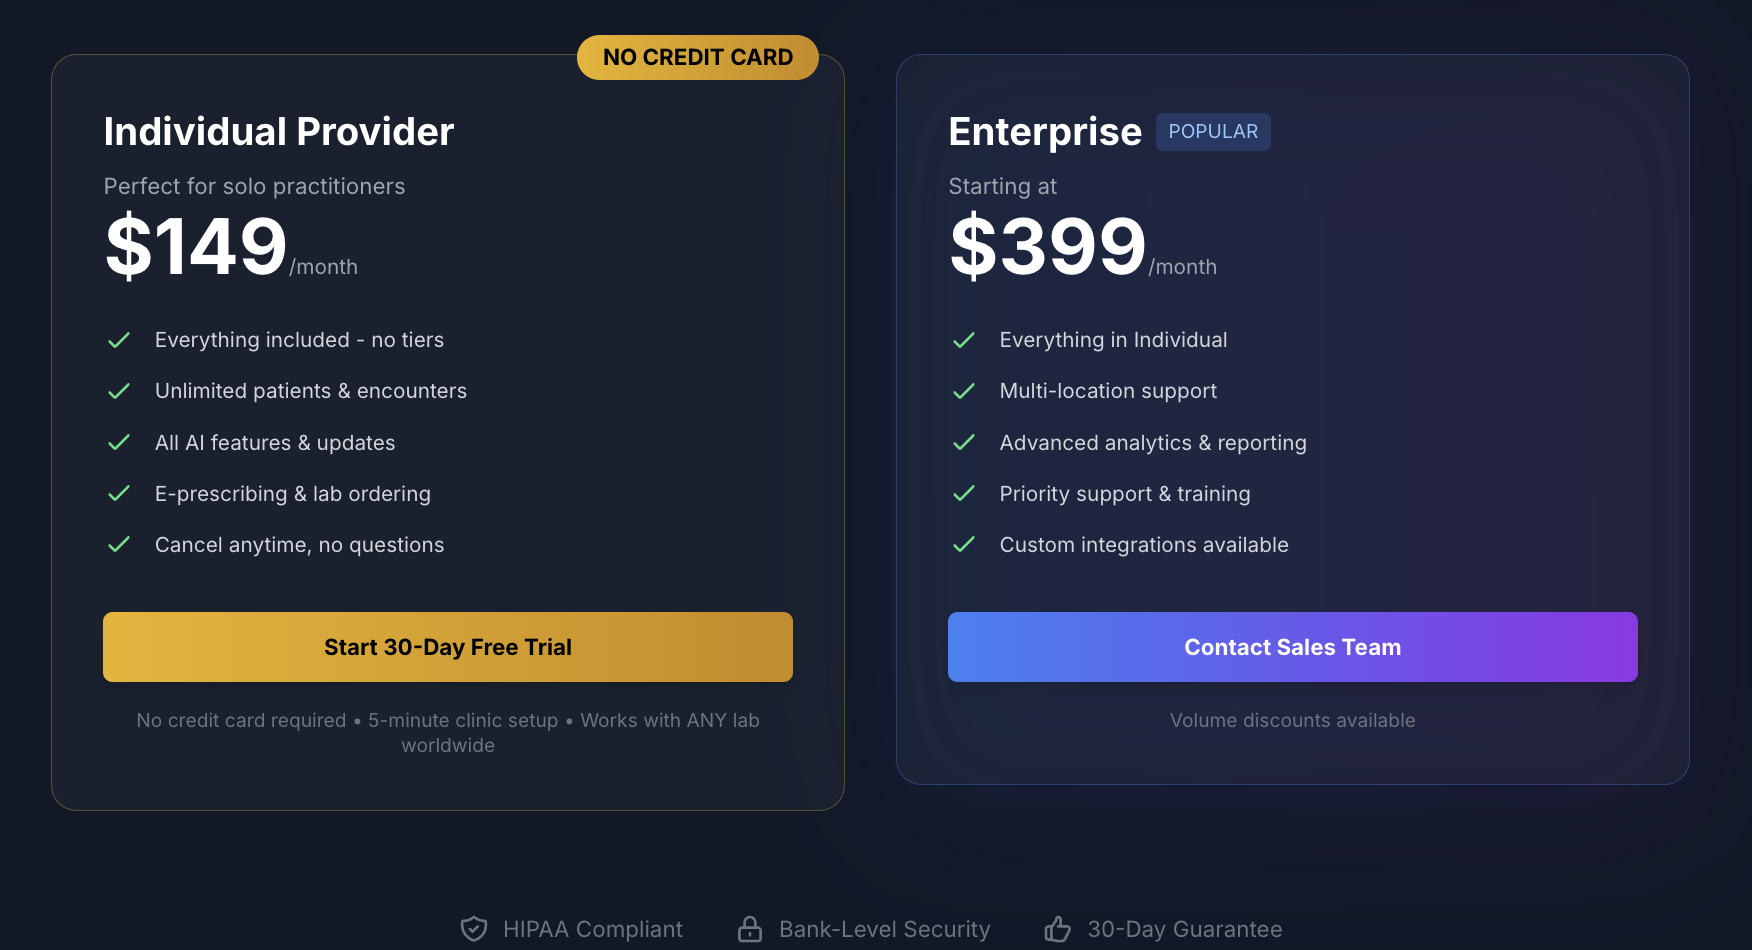 NO CREDIT CARD
Individual Provider
Perfect for solo practitioners
$149/month
Everything included - no tiers
Unlimited patients & encounters
All AI features & updates
E-prescribing & lab ordering
Cancel anytime, no questions
Start 30-Day Free Trial
No credit card required • 5-minute clinic setup • Works with ANY lab
worldwide
Enterprise POPULAR
Starting at
$399/month
Everything in Individual
Multi-location support
Advanced analytics & reporting
Priority support & training
Custom integrations available
Contact Sales Team
Volume discounts available
HIPAA Compliant Bank-Level Security 30-Day Guarantee